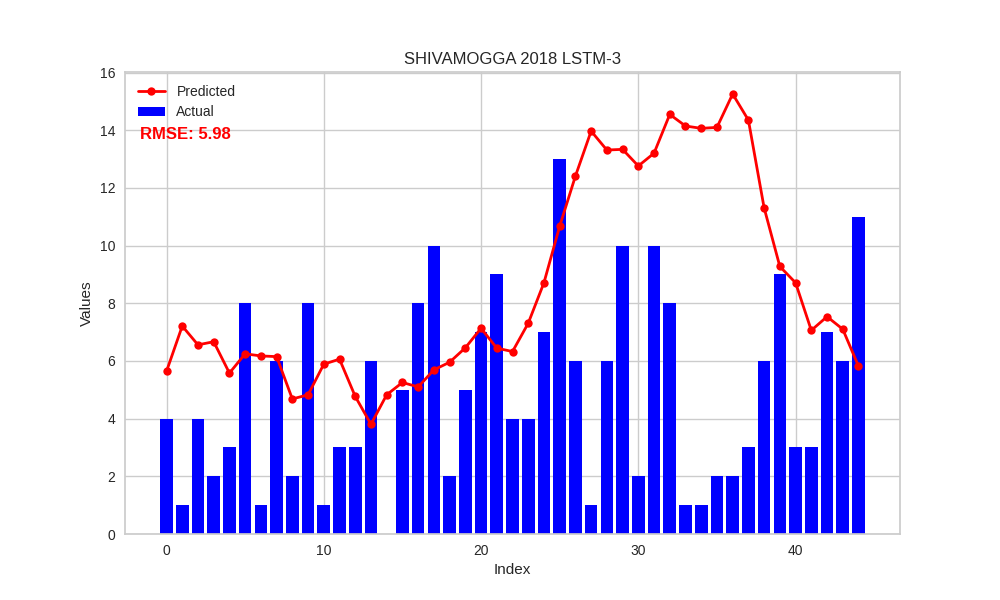 SHIVAMOGGA 2018 LSTM-3
Predicted
Actual
RMSE: 5.98
Values
16
14
12
10
8
6
4
2
0
0 10 20 30 40
Index